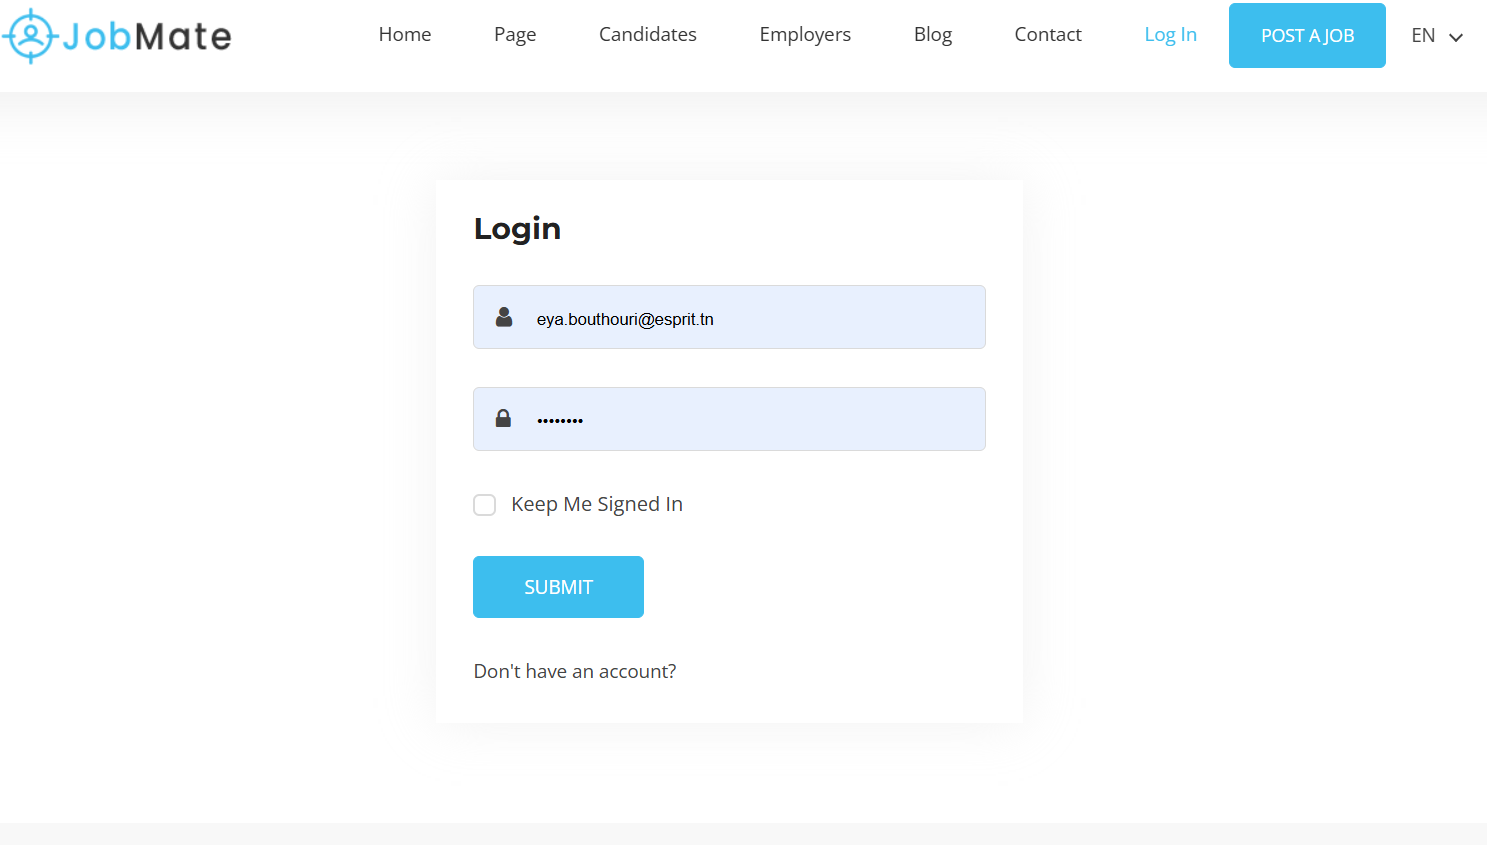 JobMate
Home Page Candidates Employers Blog Contact Log In POST A JOB EN
Login
eya.bouthouri@esprit.tn
••••••••
Keep Me Signed In
SUBMIT
Don't have an account?